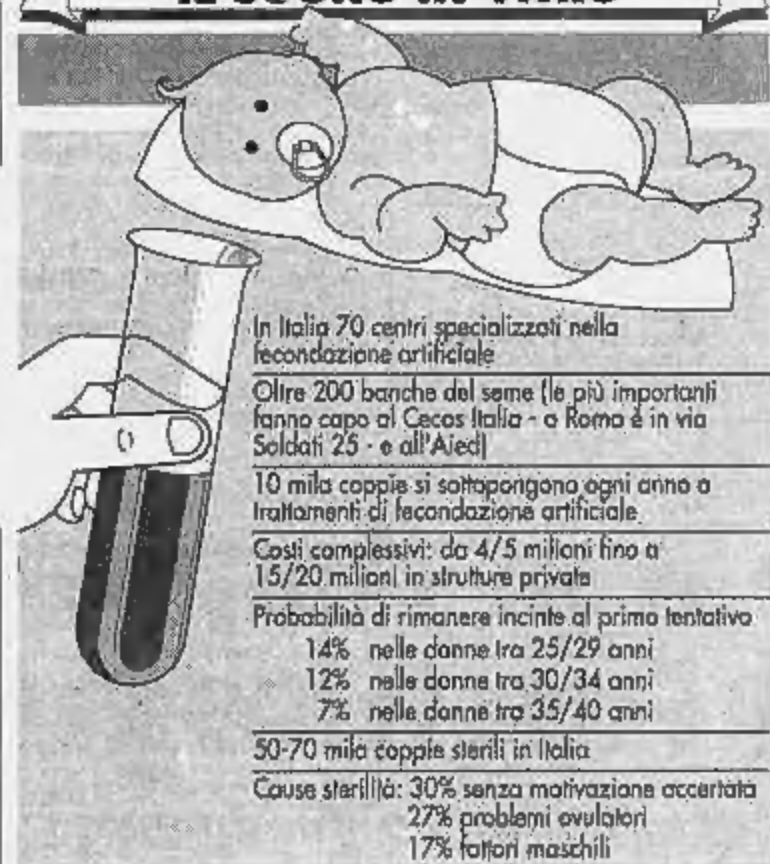 In Italia 70 centri specializzati nella
fecondazione artificiale
Oltre 200 banche del seme (le più importanti
fanno capo al Cecos Italia - a Roma è in via
Soldati 25 - e all'Aied)
10 mila coppie si sottopongono ogni anno a
trattamenti di fecondazione artificiale
Costi complessivi: da 4/5 milioni fino a
15/20 milioni in strutture private
Probabilità di rimanere incinte al primo tentativo
14% nelle donne tra 25/29 anni
12% nelle donne tra 30/34 anni
7% nelle donne tra 35/40 anni
50-70 mila coppie sterili in Italia
Cause sterilità: 30% senza motivazione accertata
27% problemi ovulatori
17% fattori maschili